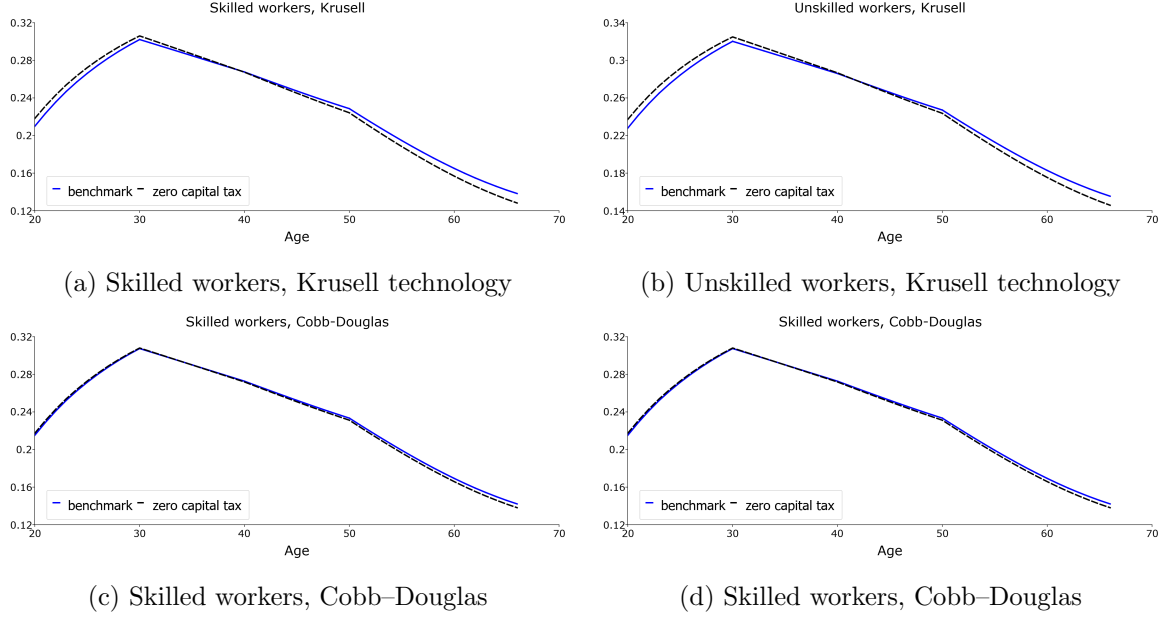 Skilled workers, Krusell
0.32
0.28
0.24
0.2
0.16
0.12
benchmark
zero capital tax
20 30 40 50 60 70
Age
(a) Skilled workers, Krusell technology
Unskilled workers, Krusell
0.34
0.3
0.26
0.22
0.18
0.14
benchmark
zero capital tax
20 30 40 50 60 70
Age
(b) Unskilled workers, Krusell technology
Skilled workers, Cobb-Douglas
0.32
0.28
0.24
0.2
0.16
0.12
benchmark
zero capital tax
20 30 40 50 60 70
Age
(c) Skilled workers, Cobb–Douglas
Skilled workers, Cobb-Douglas
0.32
0.28
0.24
0.2
0.16
0.12
benchmark
zero capital tax
20 30 40 50 60 70
Age
(d) Skilled workers, Cobb–Douglas